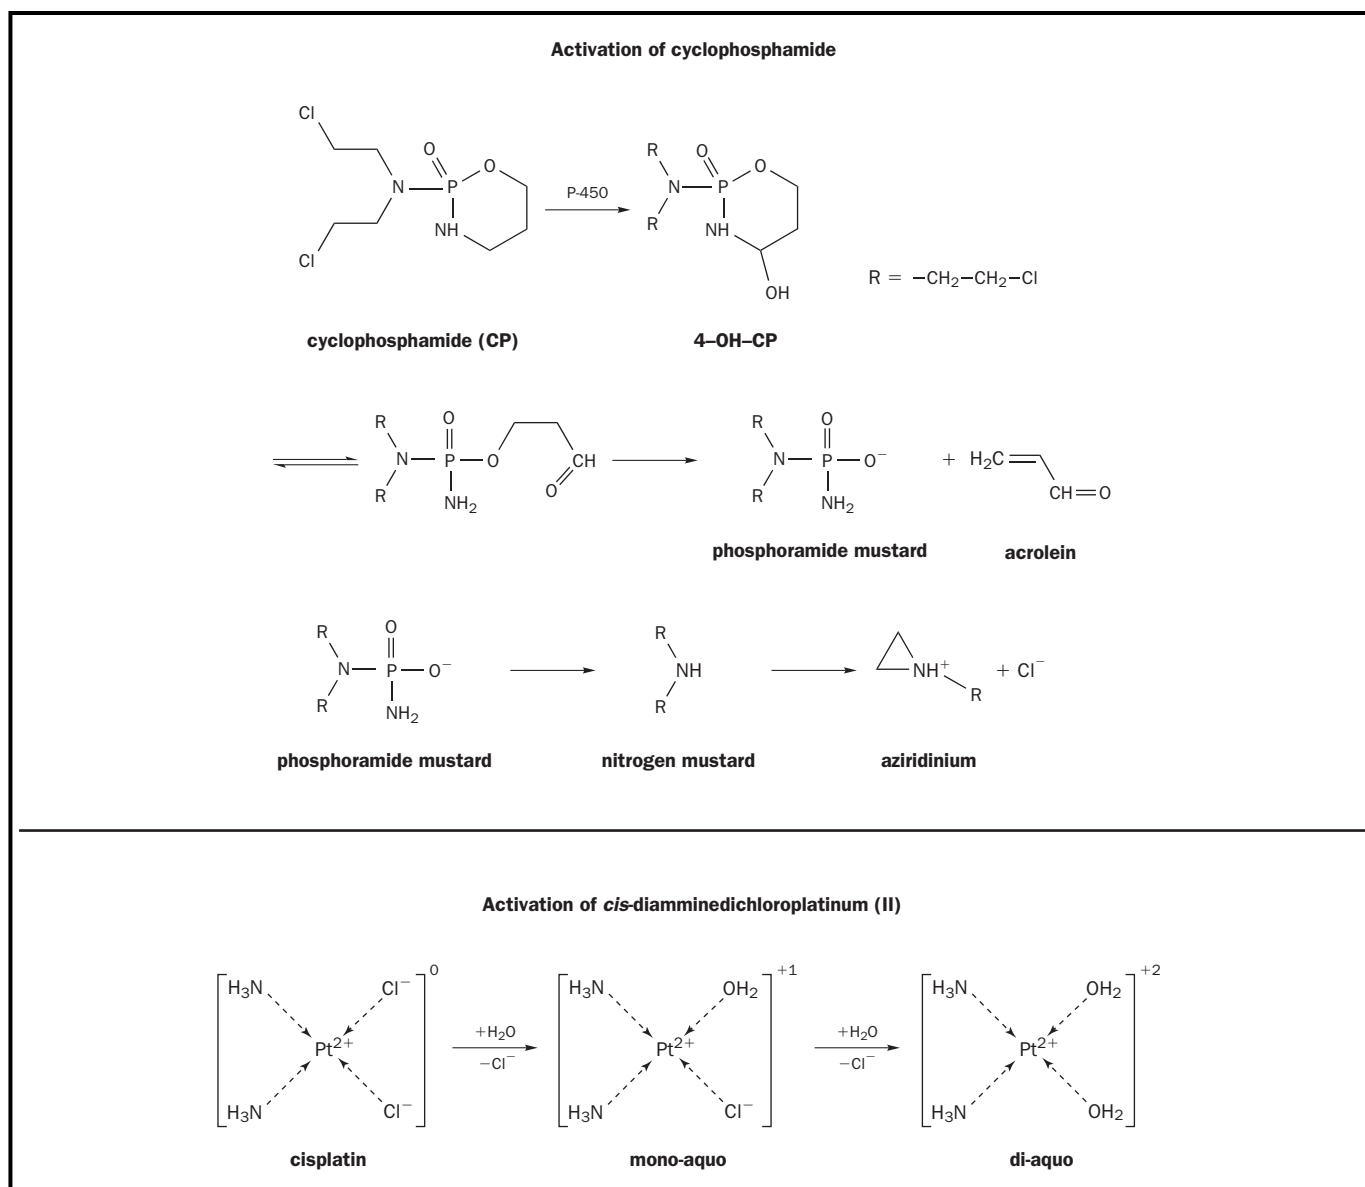 Activation of cyclophosphamide
Cl
O
O
N
P
NH
Cl
P-450
R
O
O
N
P
R
NH
OH
R = —CH₂—CH₂—Cl
cyclophosphamide (CP)
4–OH–CP
R
O
N
P
O
CH
R
O
NH₂
R
O
N
P
O⁻
R
NH₂
+
H₂C
CH
O
phosphoramide mustard
acrolein
R
O
N
P
O⁻
R
NH₂
R
NH
R
NH⁺
R
+ Cl⁻
phosphoramide mustard
nitrogen mustard
aziridinium
Activation of cis-diamminedichloroplatinum (II)
H₃N
Cl⁻
0
Pt²⁺
H₃N
Cl⁻
+H₂O
−Cl⁻
H₃N
OH₂
+1
Pt²⁺
H₃N
Cl⁻
+H₂O
−Cl⁻
H₃N
OH₂
+2
Pt²⁺
H₃N
OH₂
cisplatin
mono-aquo
di-aquo